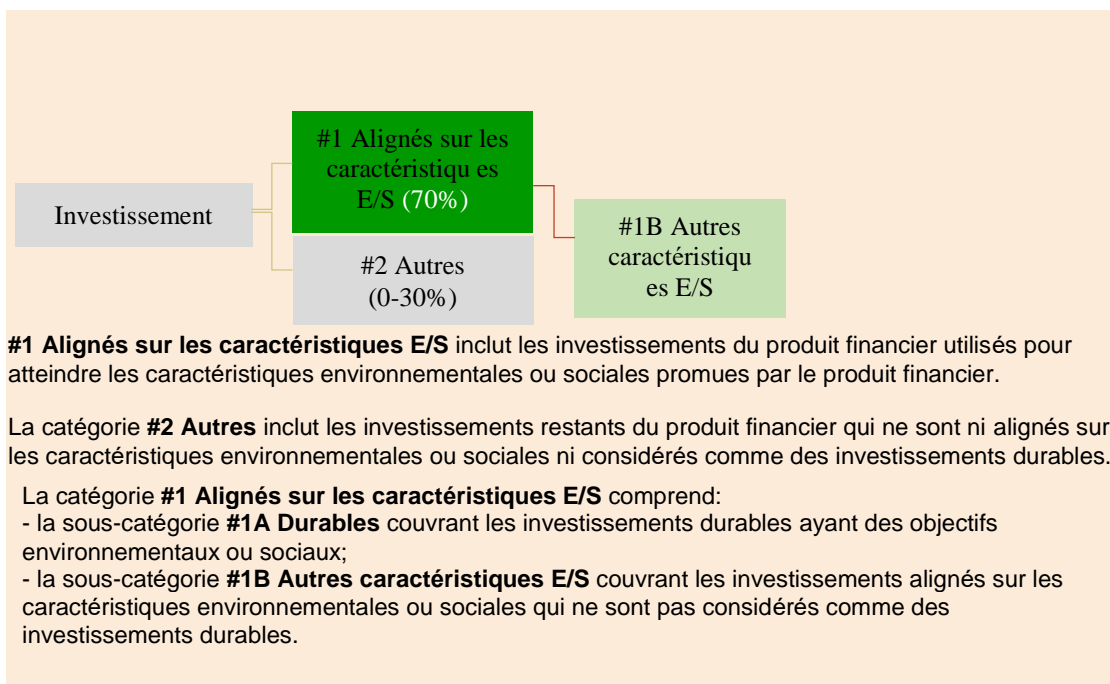 #1 Alignés sur les
caractéristiqu es
E/S (70%)
Investissement
#2 Autres
(0-30%)
#1B Autres
caractéristiqu
es E/S
#1 Alignés sur les caractéristiques E/S inclut les investissements du produit financier utilisés pour
atteindre les caractéristiques environnementales ou sociales promues par le produit financier.
La catégorie #2 Autres inclut les investissements restants du produit financier qui ne sont ni alignés sur
les caractéristiques environnementales ou sociales ni considérés comme des investissements durables.
La catégorie #1 Alignés sur les caractéristiques E/S comprend:
- la sous-catégorie #1A Durables couvrant les investissements durables ayant des objectifs
environnementaux ou sociaux;
- la sous-catégorie #1B Autres caractéristiques E/S couvrant les investissements alignés sur les
caractéristiques environnementales ou sociales qui ne sont pas considérés comme des
investissements durables.